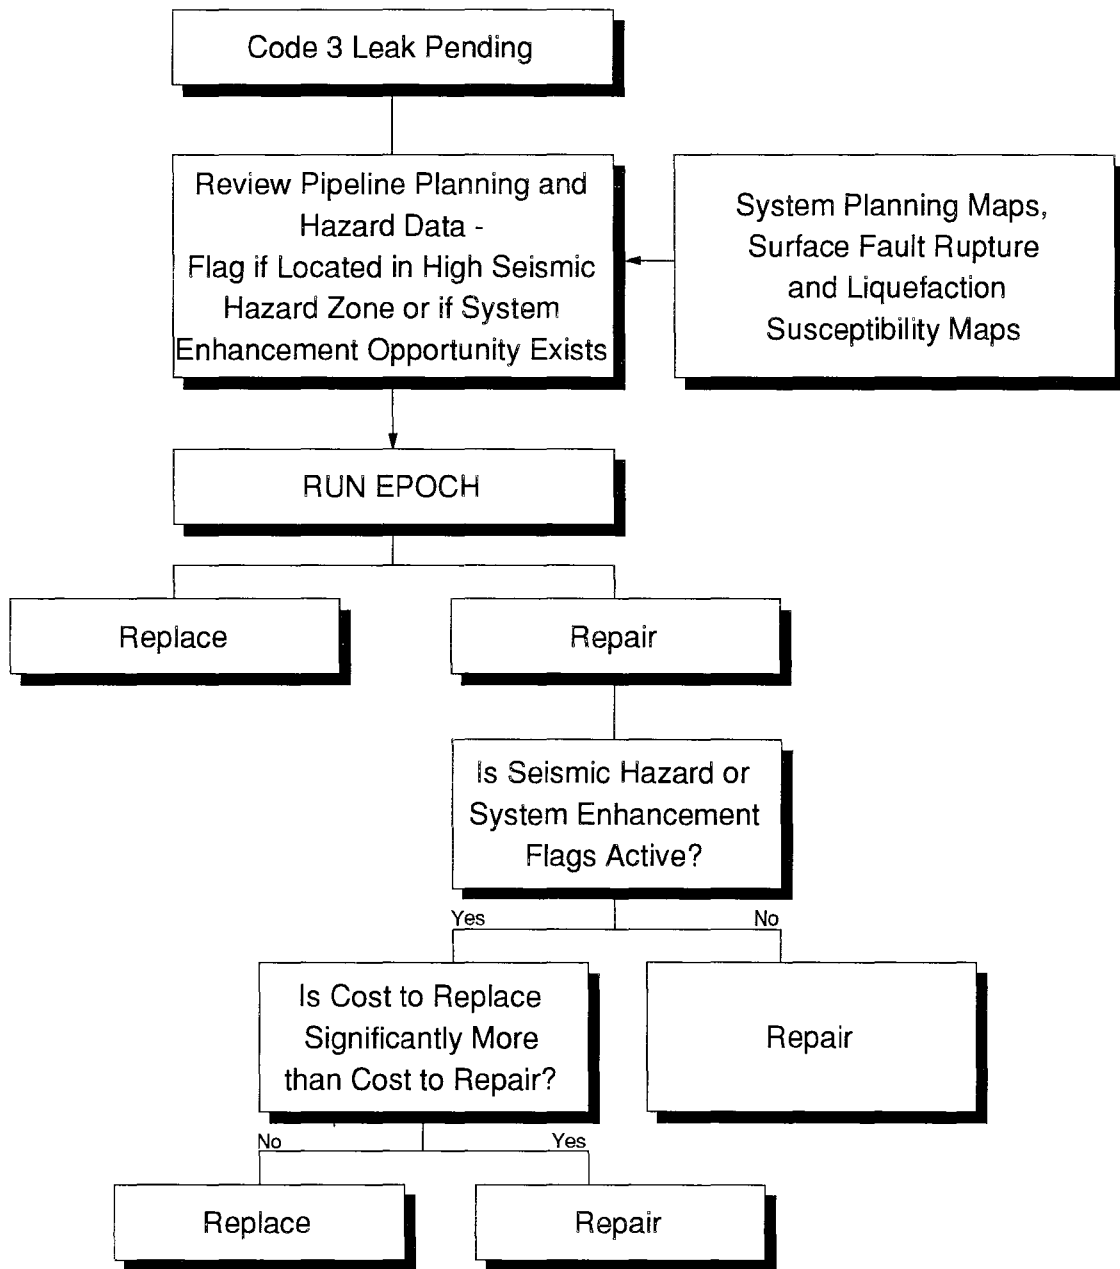 Code 3 Leak Pending
Review Pipeline Planning and
Hazard Data -
Flag if Located in High Seismic
Hazard Zone or if System
Enhancement Opportunity Exists
System Planning Maps,
Surface Fault Rupture
and Liquefaction
Susceptibility Maps
RUN EPOCH
Replace
Repair
Is Seismic Hazard or
System Enhancement
Flags Active?
Yes
No
Is Cost to Replace
Significantly More
than Cost to Repair?
Repair
No
Yes
Replace
Repair